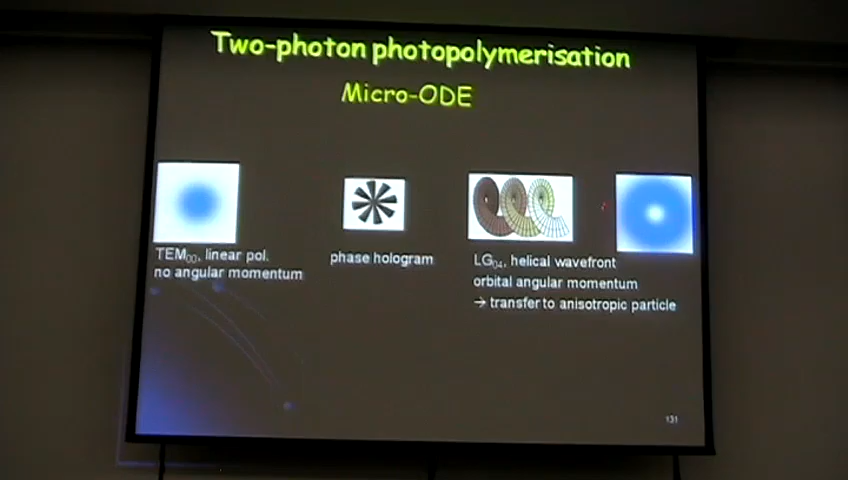 Two-photon photopolymerisation
Micro-ODE
TEM₀₀, linear pol.
no angular momentum
phase hologram
LG₀₄, helical wavefront
orbital angular momentum
→ transfer to anisotropic particle
131